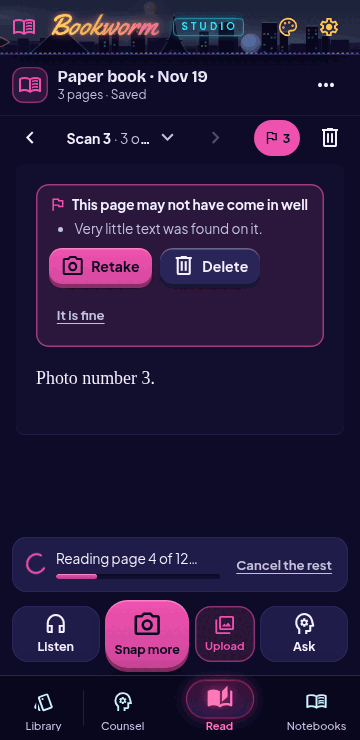 Bookworm STUDIO
Paper book · Nov 19
3 pages · Saved
Scan 3 · 3 o... 3
This page may not have come in well
• Very little text was found on it.
Retake Delete
It is fine
Photo number 3.
Reading page 4 of 12...
Cancel the rest
Listen Snap more Upload Ask
Library Counsel Read Notebooks